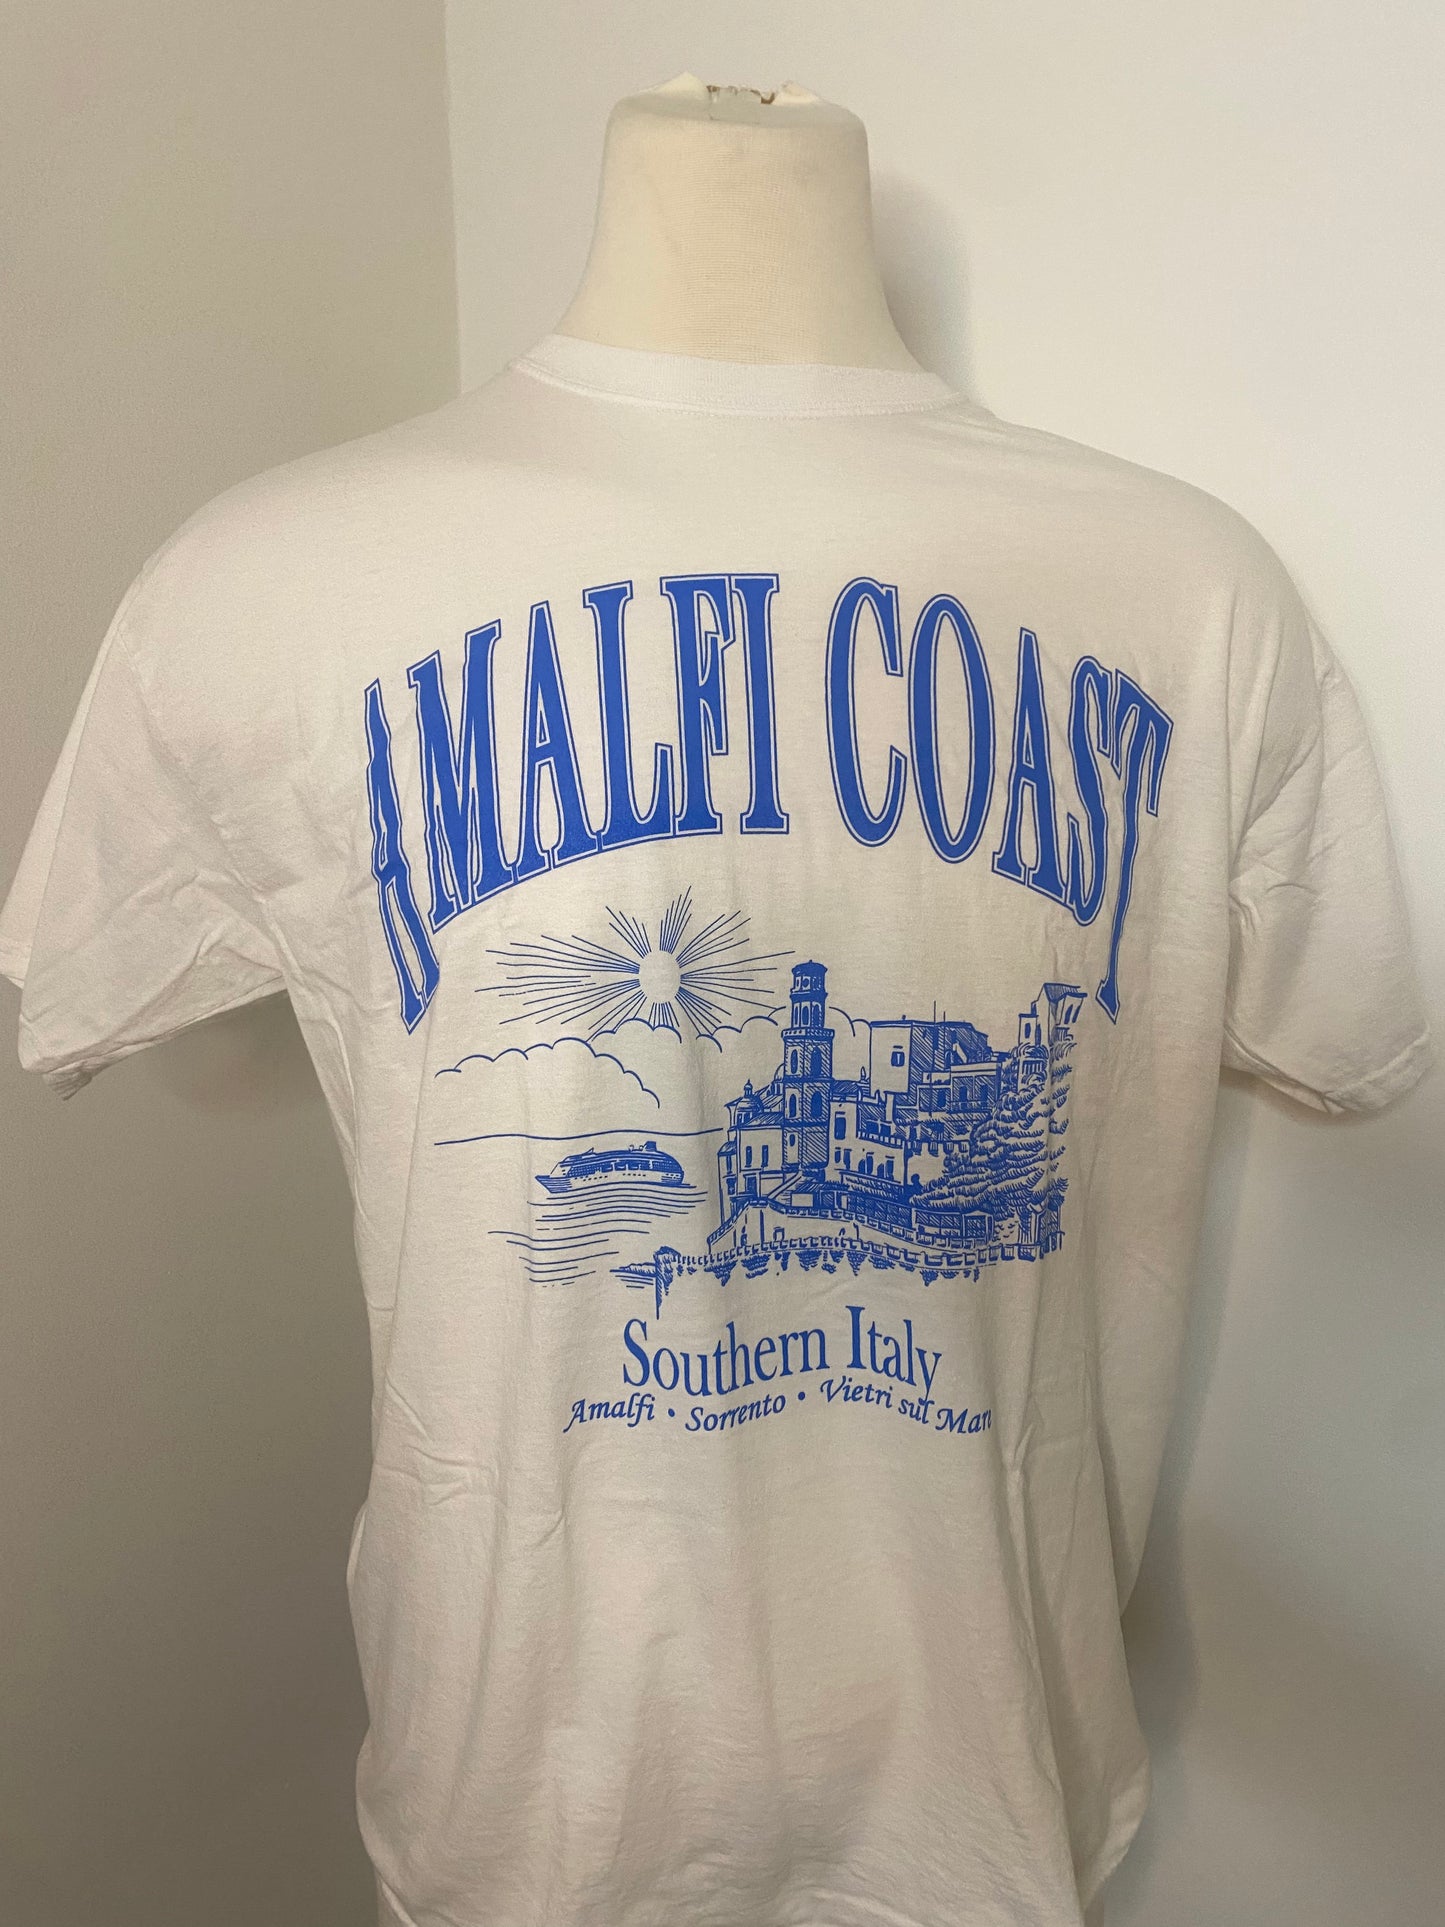 AMALFI COAST
Southern Italy
Amalfi • Sorrento • Vietri sul Mare